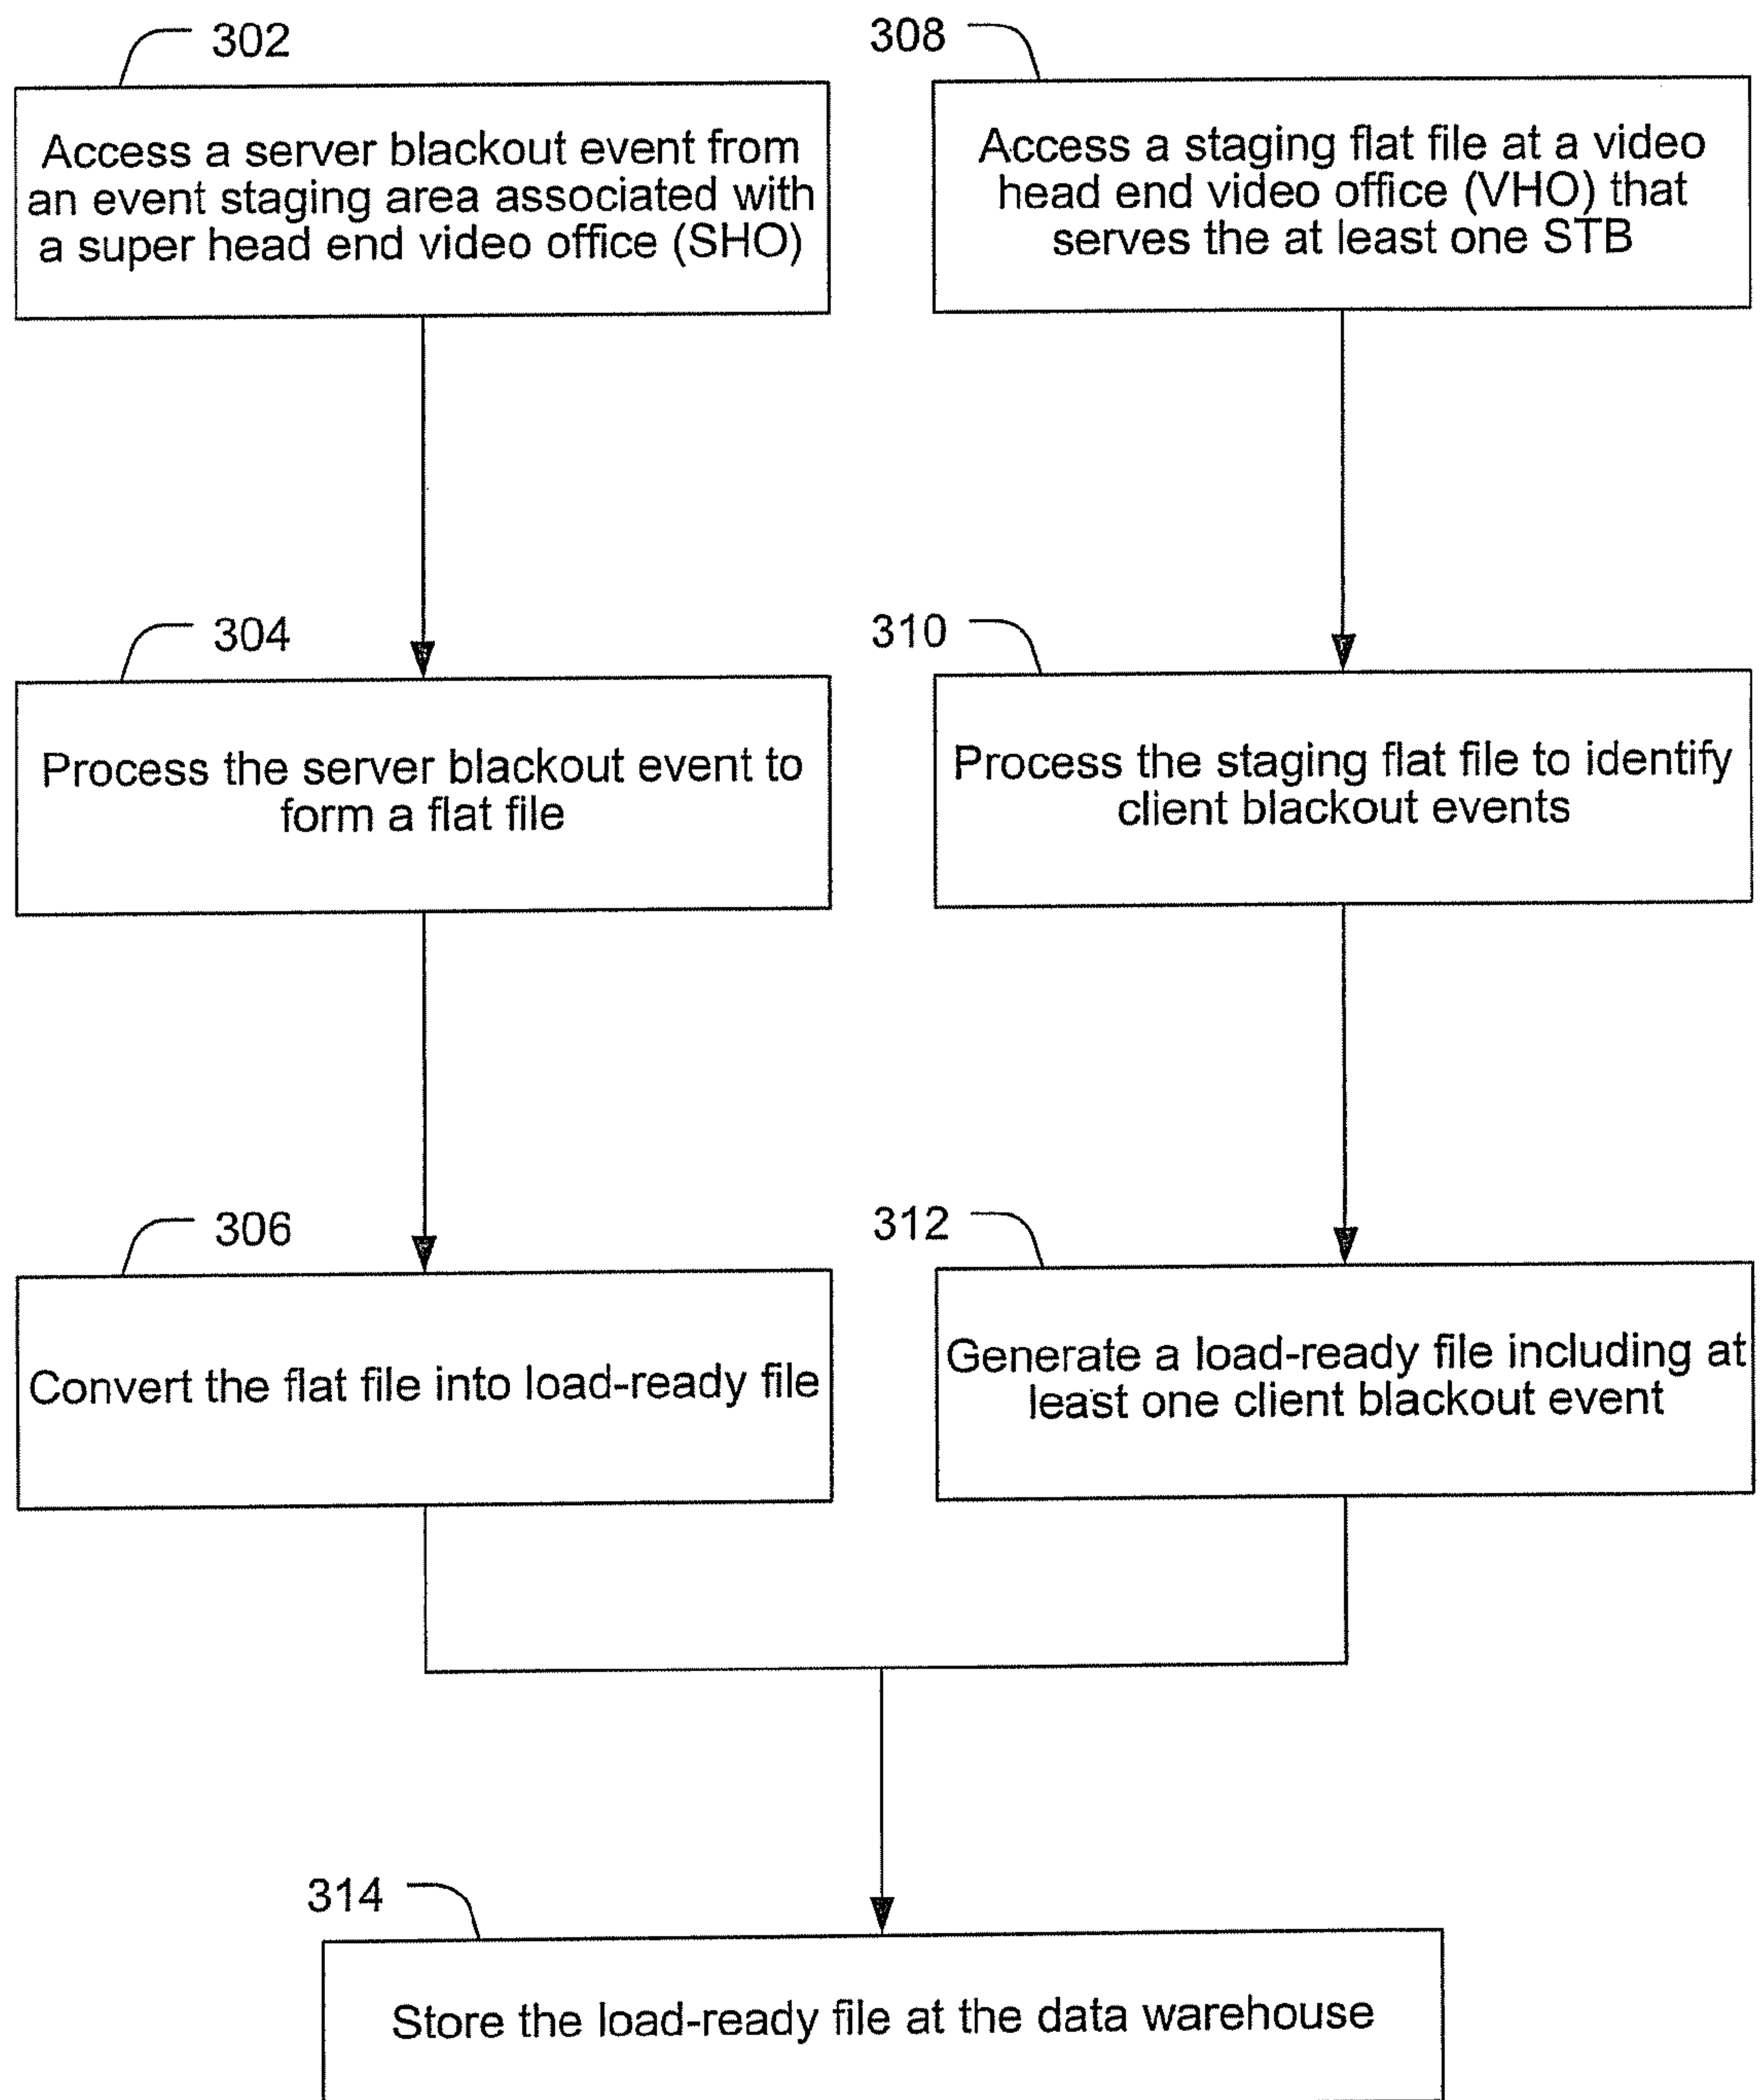 302
Access a server blackout event from
an event staging area associated with
a super head end video office (SHO)
308
Access a staging flat file at a video
head end video office (VHO) that
serves the at least one STB
304
Process the server blackout event to
form a flat file
310
Process the staging flat file to identify
client blackout events
306
Convert the flat file into load-ready file
312
Generate a load-ready file including at
least one client blackout event
314
Store the load-ready file at the data warehouse